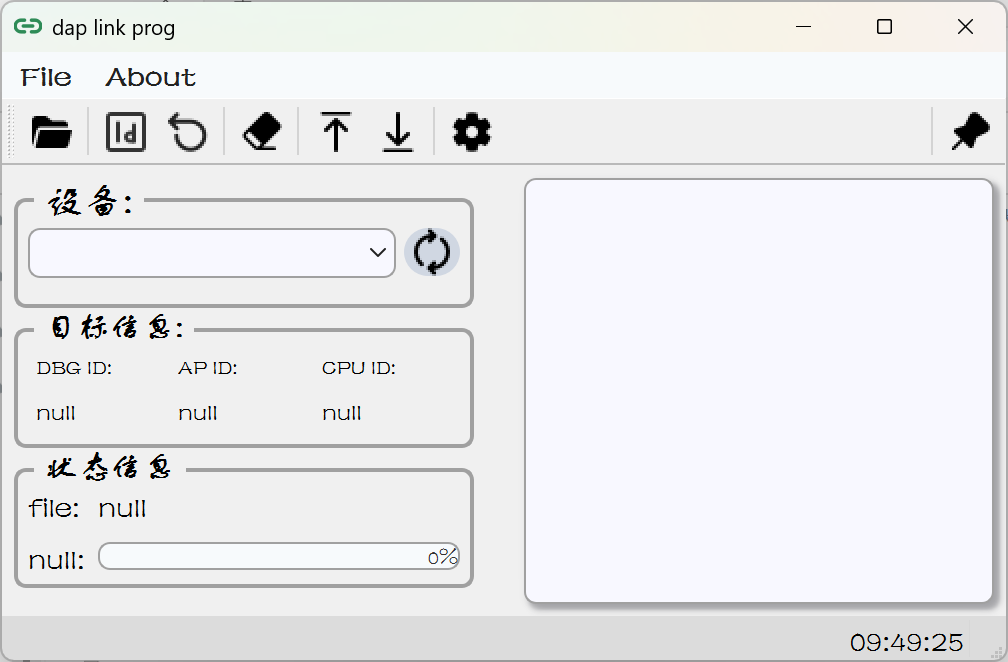 dap link prog
File About
Id
设备:
目标信息:
DBG ID: AP ID: CPU ID:
null null null
状态信息
file: null
null: 0%
09:49:25